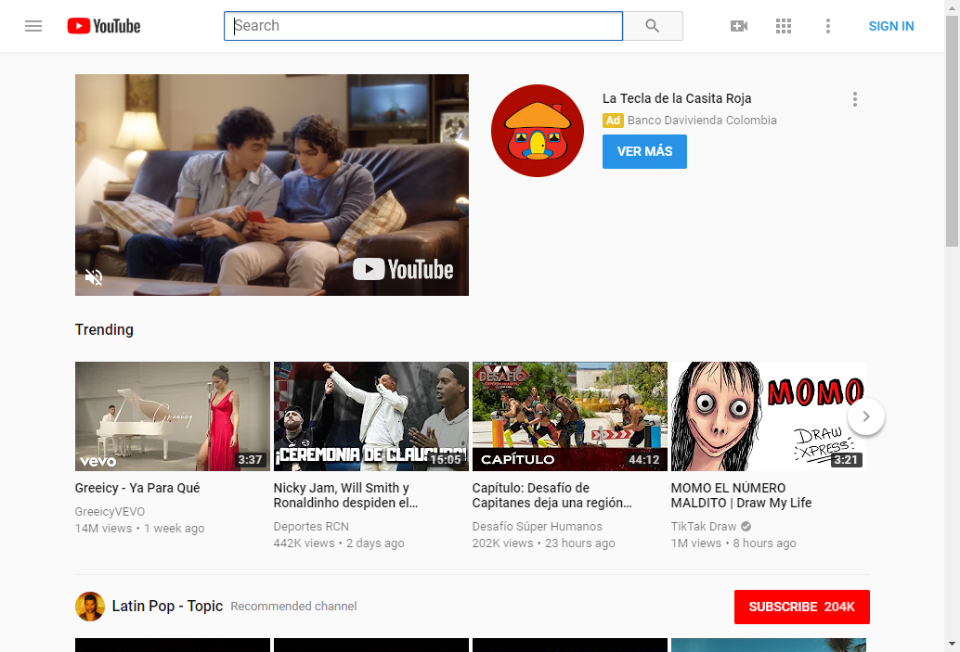 YouTube
Search
SIGN IN
YouTube
La Tecla de la Casita Roja
Ad Banco Davivienda Colombia
VER MÁS
Trending
Greeicy
vevo
3:37
¡CEREMONIA DE CLAUSURA!
15:05
DESAFÍO
CAPÍTULO
44:12
MOMO
DRAW
XPRESS
3:21
Greeicy - Ya Para Qué
GreeicyVEVO
14M views • 1 week ago
Nicky Jam, Will Smith y
Ronaldinho despiden el...
Deportes RCN
442K views • 2 days ago
Capítulo: Desafío de
Capitanes deja una región...
Desafío Súper Humanos
202K views • 23 hours ago
MOMO EL NÚMERO
MALDITO | Draw My Life
TikTak Draw
1M views • 8 hours ago
Latin Pop - Topic Recommended channel
SUBSCRIBE 204K